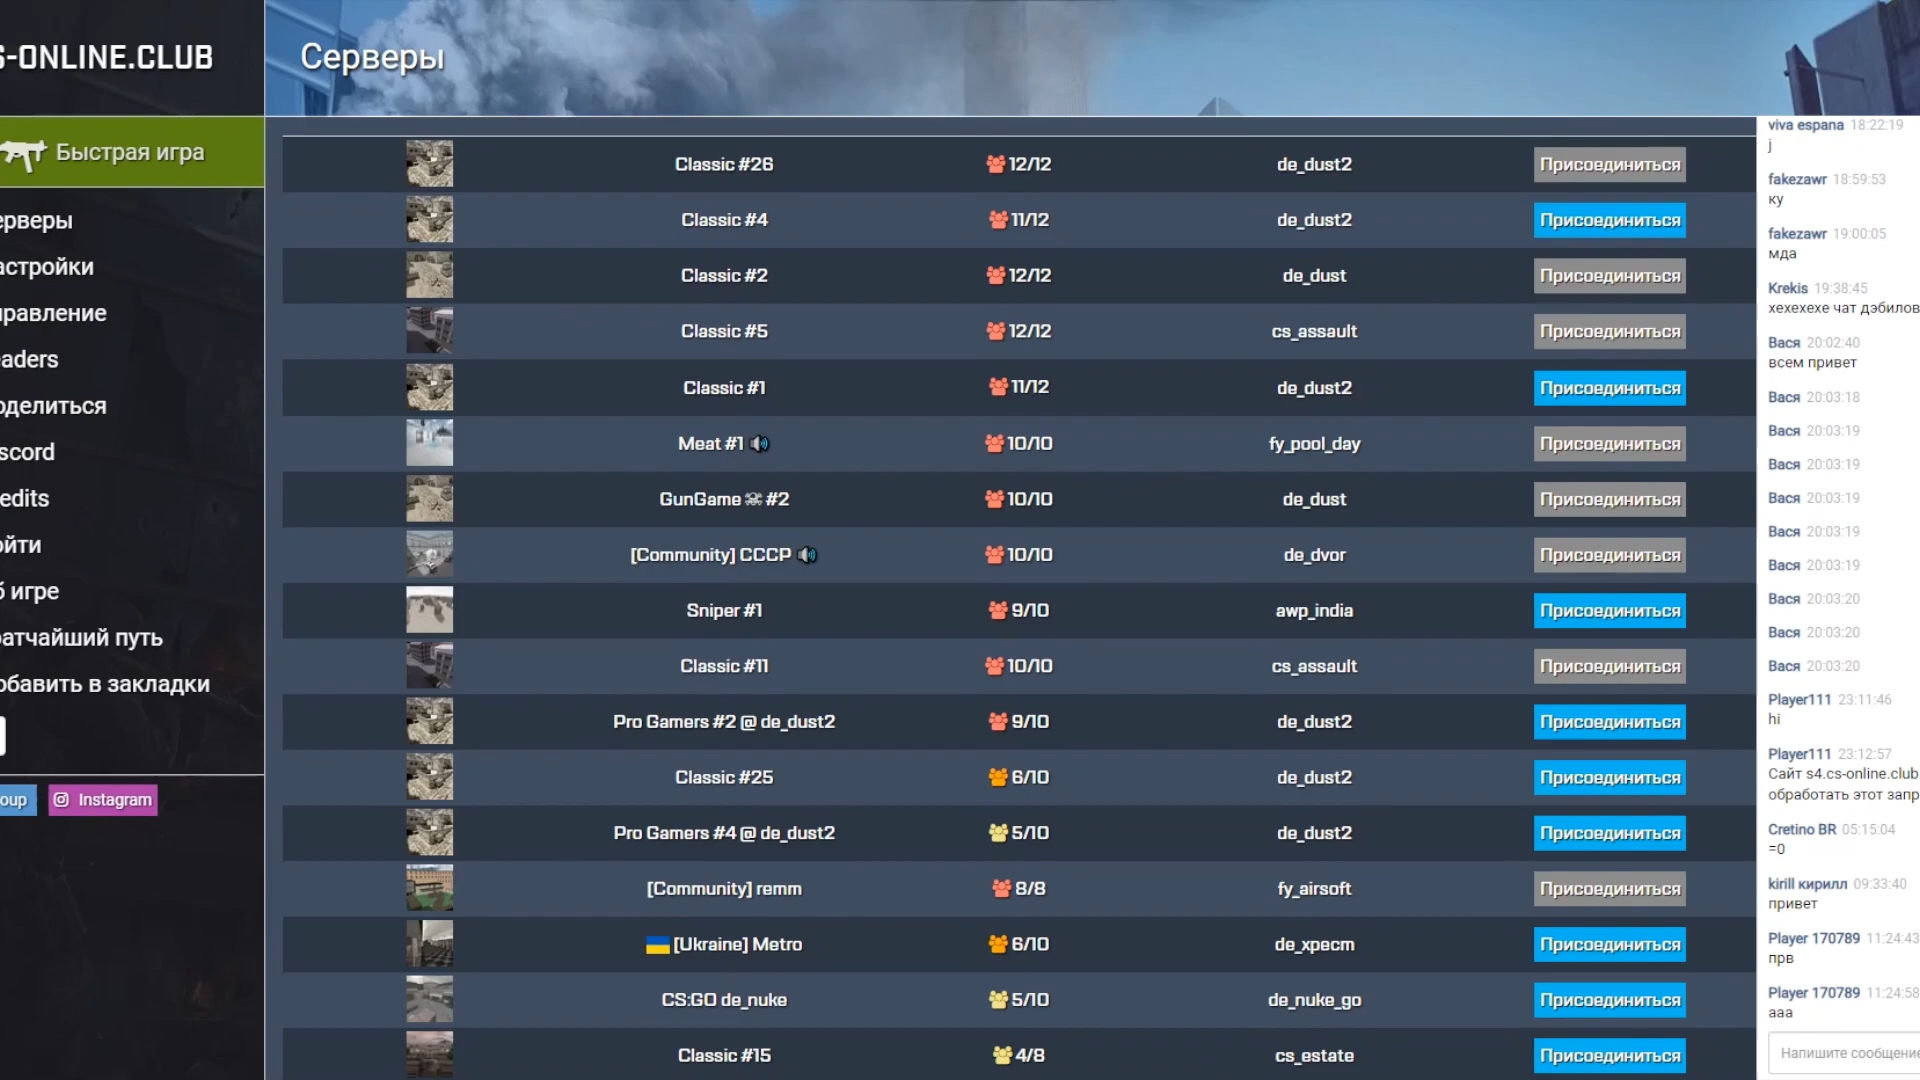 S-ONLINE.CLUB
Серверы
Быстрая игра
ерверы
астройки
правление
eaders
оделиться
scord
edits
ойти
б игре
ратчайший путь
обавить в закладки
oup
Instagram
Classic #26 12/12 de_dust2 Присоединиться
Classic #4 11/12 de_dust2 Присоединиться
Classic #2 12/12 de_dust Присоединиться
Classic #5 12/12 cs_assault Присоединиться
Classic #1 11/12 de_dust2 Присоединиться
Meat #1 10/10 fy_pool_day Присоединиться
GunGame ☠ #2 10/10 de_dust Присоединиться
[Community] СССР 10/10 de_dvor Присоединиться
Sniper #1 9/10 awp_india Присоединиться
Classic #11 10/10 cs_assault Присоединиться
Pro Gamers #2 @ de_dust2 9/10 de_dust2 Присоединиться
Classic #25 6/10 de_dust2 Присоединиться
Pro Gamers #4 @ de_dust2 5/10 de_dust2 Присоединиться
[Community] remm 8/8 fy_airsoft Присоединиться
[Ukraine] Metro 6/10 de_xpecm Присоединиться
CS:GO de_nuke 5/10 de_nuke_go Присоединиться
Classic #15 4/8 cs_estate Присоединиться
viva espana 18:22:19
j
fakezawr 18:59:53
ку
fakezawr 19:00:05
мда
Krekis 19:38:45
хехехехе чат дэбилов
Вася 20:02:40
всем привет
Вася 20:03:18
Вася 20:03:19
Вася 20:03:19
Вася 20:03:19
Вася 20:03:19
Вася 20:03:19
Вася 20:03:20
Вася 20:03:20
Вася 20:03:20
Player111 23:11:46
hi
Player111 23:12:57
Сайт s4.cs-online.club
обработать этот запр
Cretino BR 05:15:04
=0
kirill кирилл 09:33:40
привет
Player 170789 11:24:43
прв
Player 170789 11:24:58
ааа
Напишите сообщение